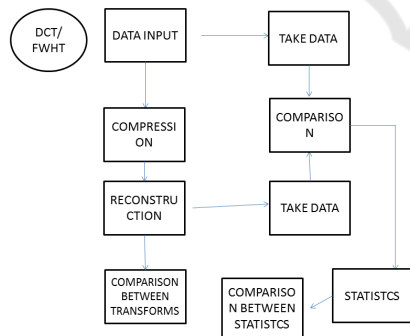 DCT/
FWHT
DATA INPUT
TAKE DATA
COMPRESSI
ON
COMPARISO
N
RECONSTRU
CTION
TAKE DATA
COMPARISON
BETWEEN
TRANSFORMS
COMPARISO
N BETWEEN
STATISTCS
STATISTCS